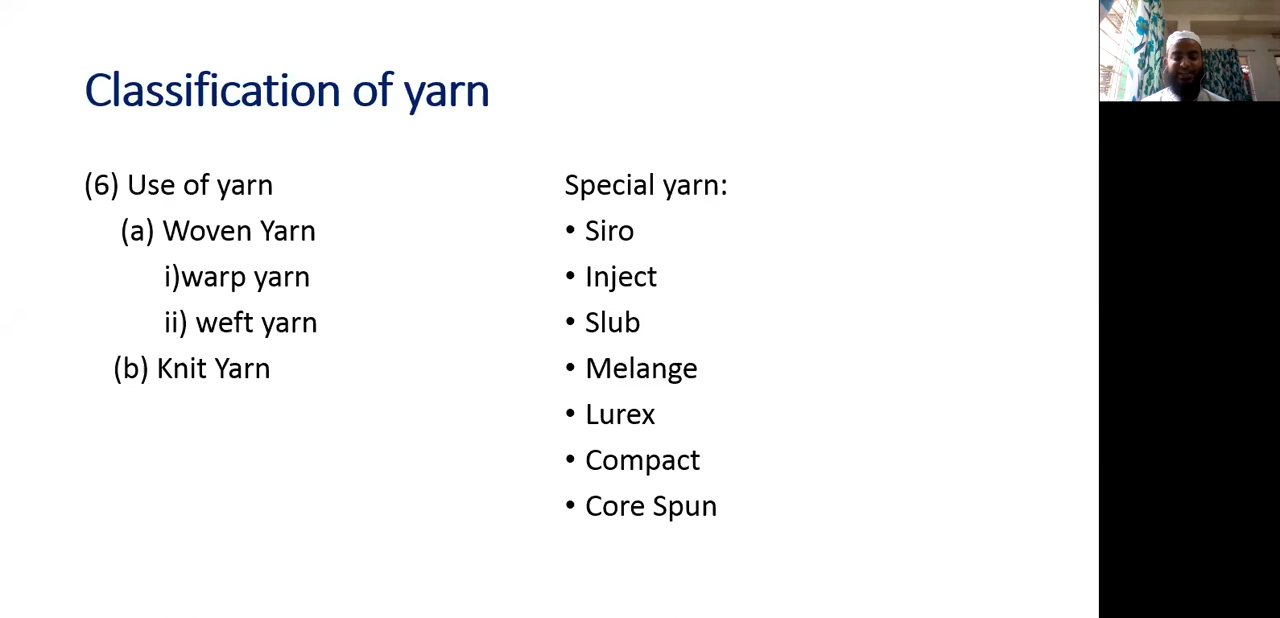 Classification of yarn
(6) Use of yarn
(a) Woven Yarn
i)warp yarn
ii) weft yarn
(b) Knit Yarn
Special yarn:
• Siro
• Inject
• Slub
• Melange
• Lurex
• Compact
• Core Spun